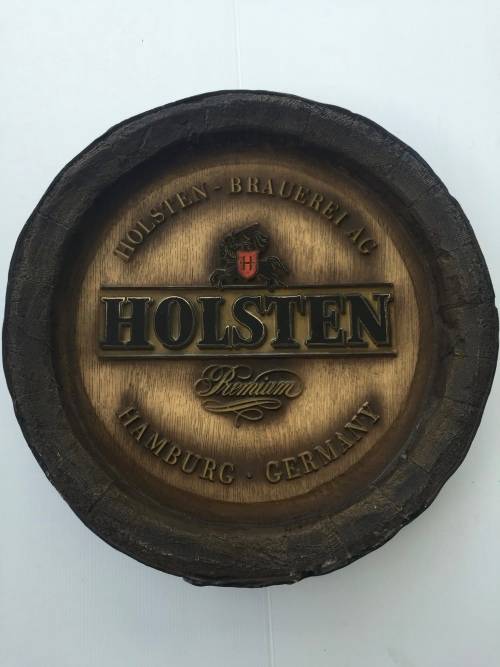 HOLSTEN - BRAUEREI AG
H
HOLSTEN
Premium
HAMBURG · GERMANY